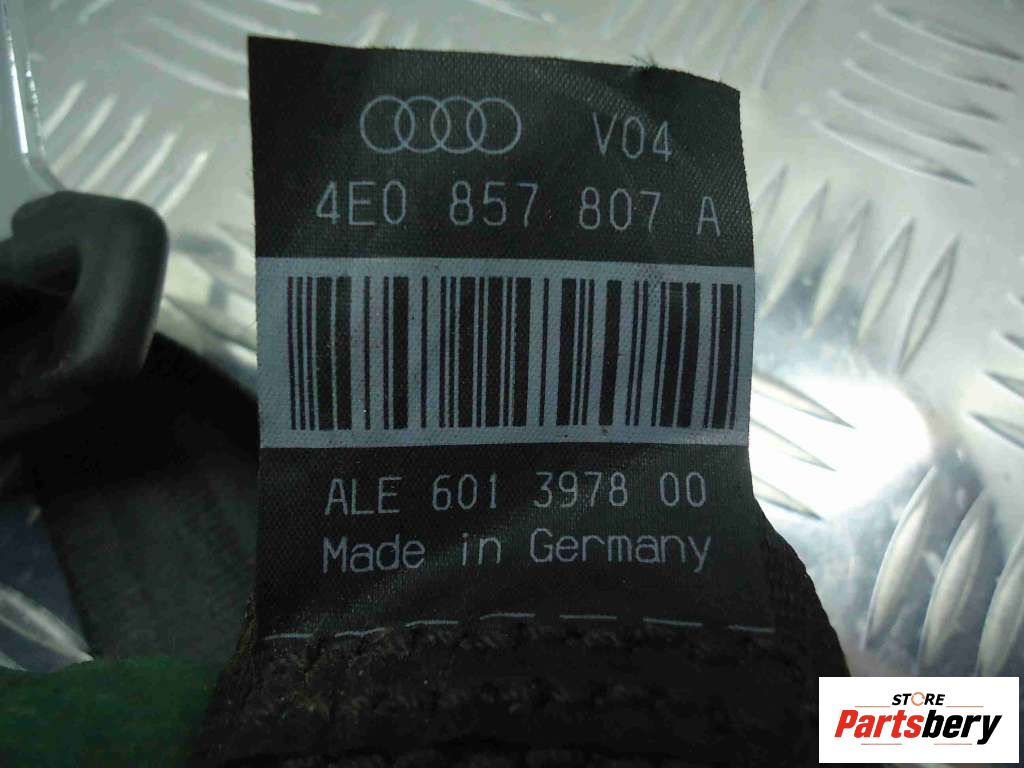 V04
4E0 857 807 A
ALE 601 3978 00
Made in Germany
STORE
Partsbery